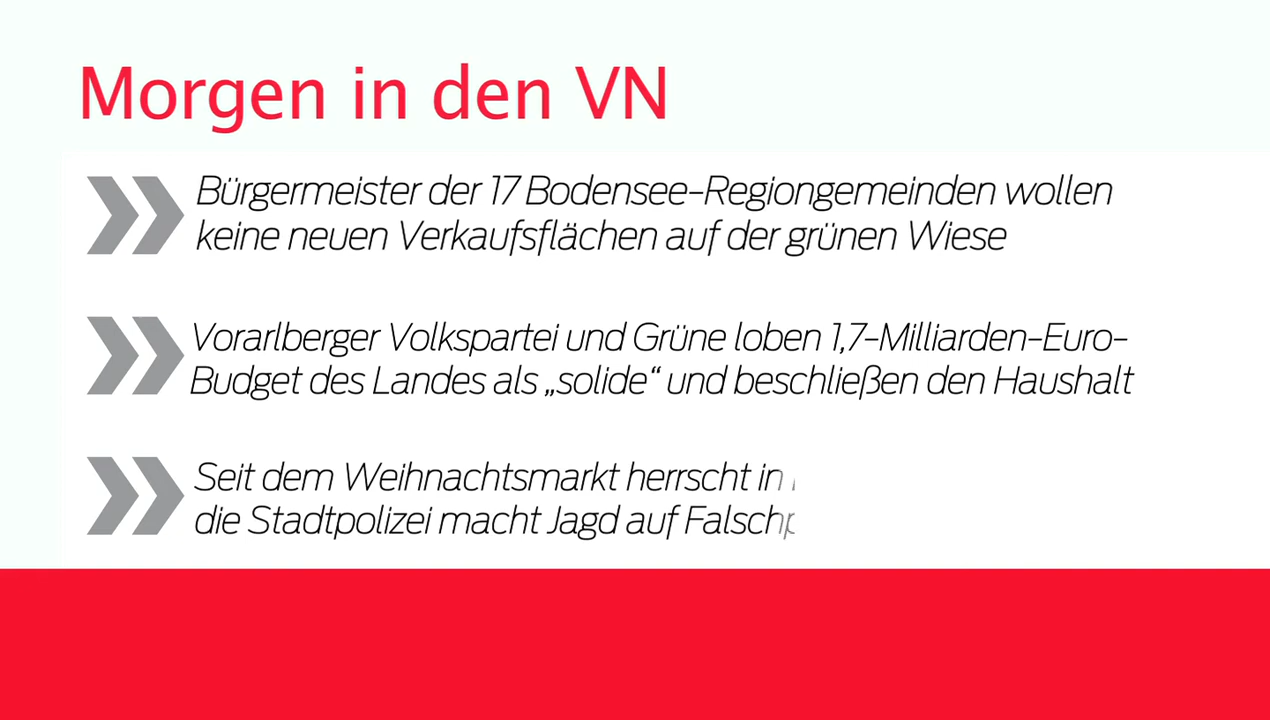 Morgen in den VN
Bürgermeister der 17 Bodensee-Regiongemeinden wollen
keine neuen Verkaufsflächen auf der grünen Wiese
Vorarlberger Volkspartei und Grüne loben 1,7-Milliarden-Euro-
Budget des Landes als „solide“ und beschließen den Haushalt
Seit dem Weihnachtsmarkt herrscht in
die Stadtpolizei macht Jagd auf